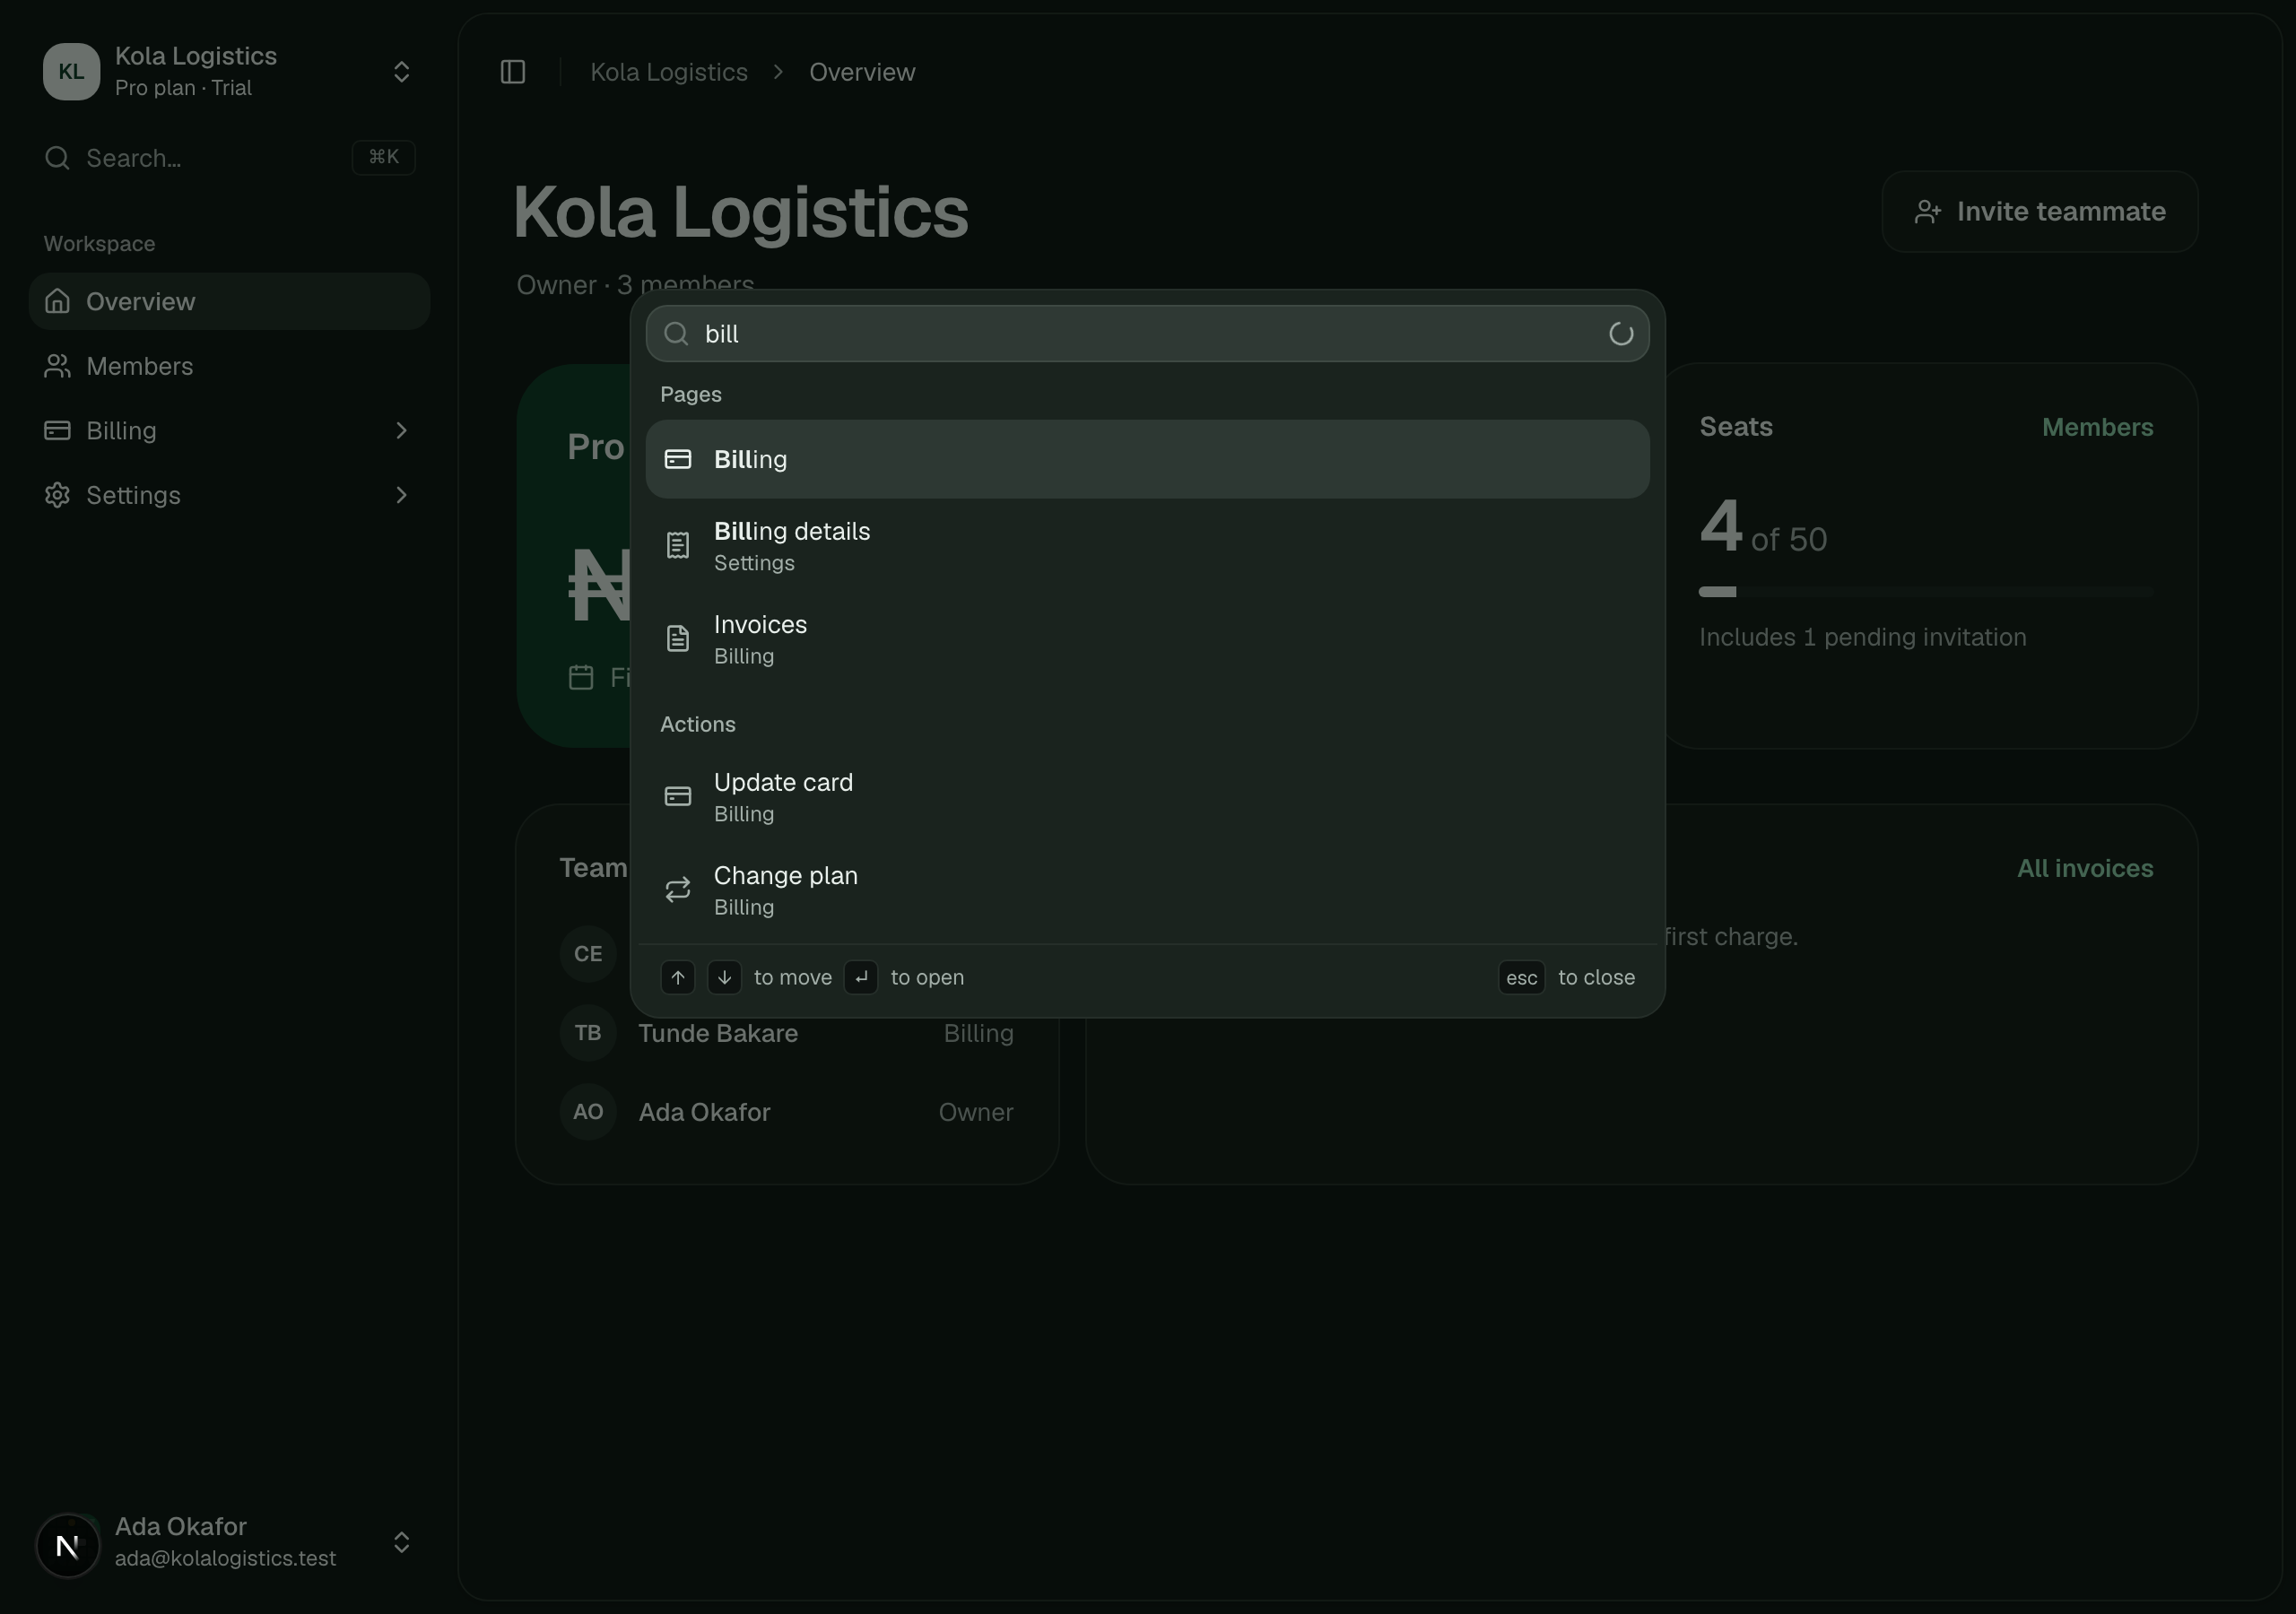 KL
Kola Logistics
Pro plan · Trial
Search...
⌘K
Workspace
Overview
Members
Billing
Settings
Ada Okafor
ada@kolalogistics.test
N
Kola Logistics > Overview
Kola Logistics
Owner · 3 members
Invite teammate
bill
Pages
Billing
Billing details
Settings
Invoices
Billing
Actions
Update card
Billing
Change plan
Billing
↑ ↓ to move ↵ to open
esc to close
Pro
₦
Seats
Members
4 of 50
Includes 1 pending invitation
Team
CE
TB Tunde Bakare Billing
AO Ada Okafor Owner
All invoices
first charge.